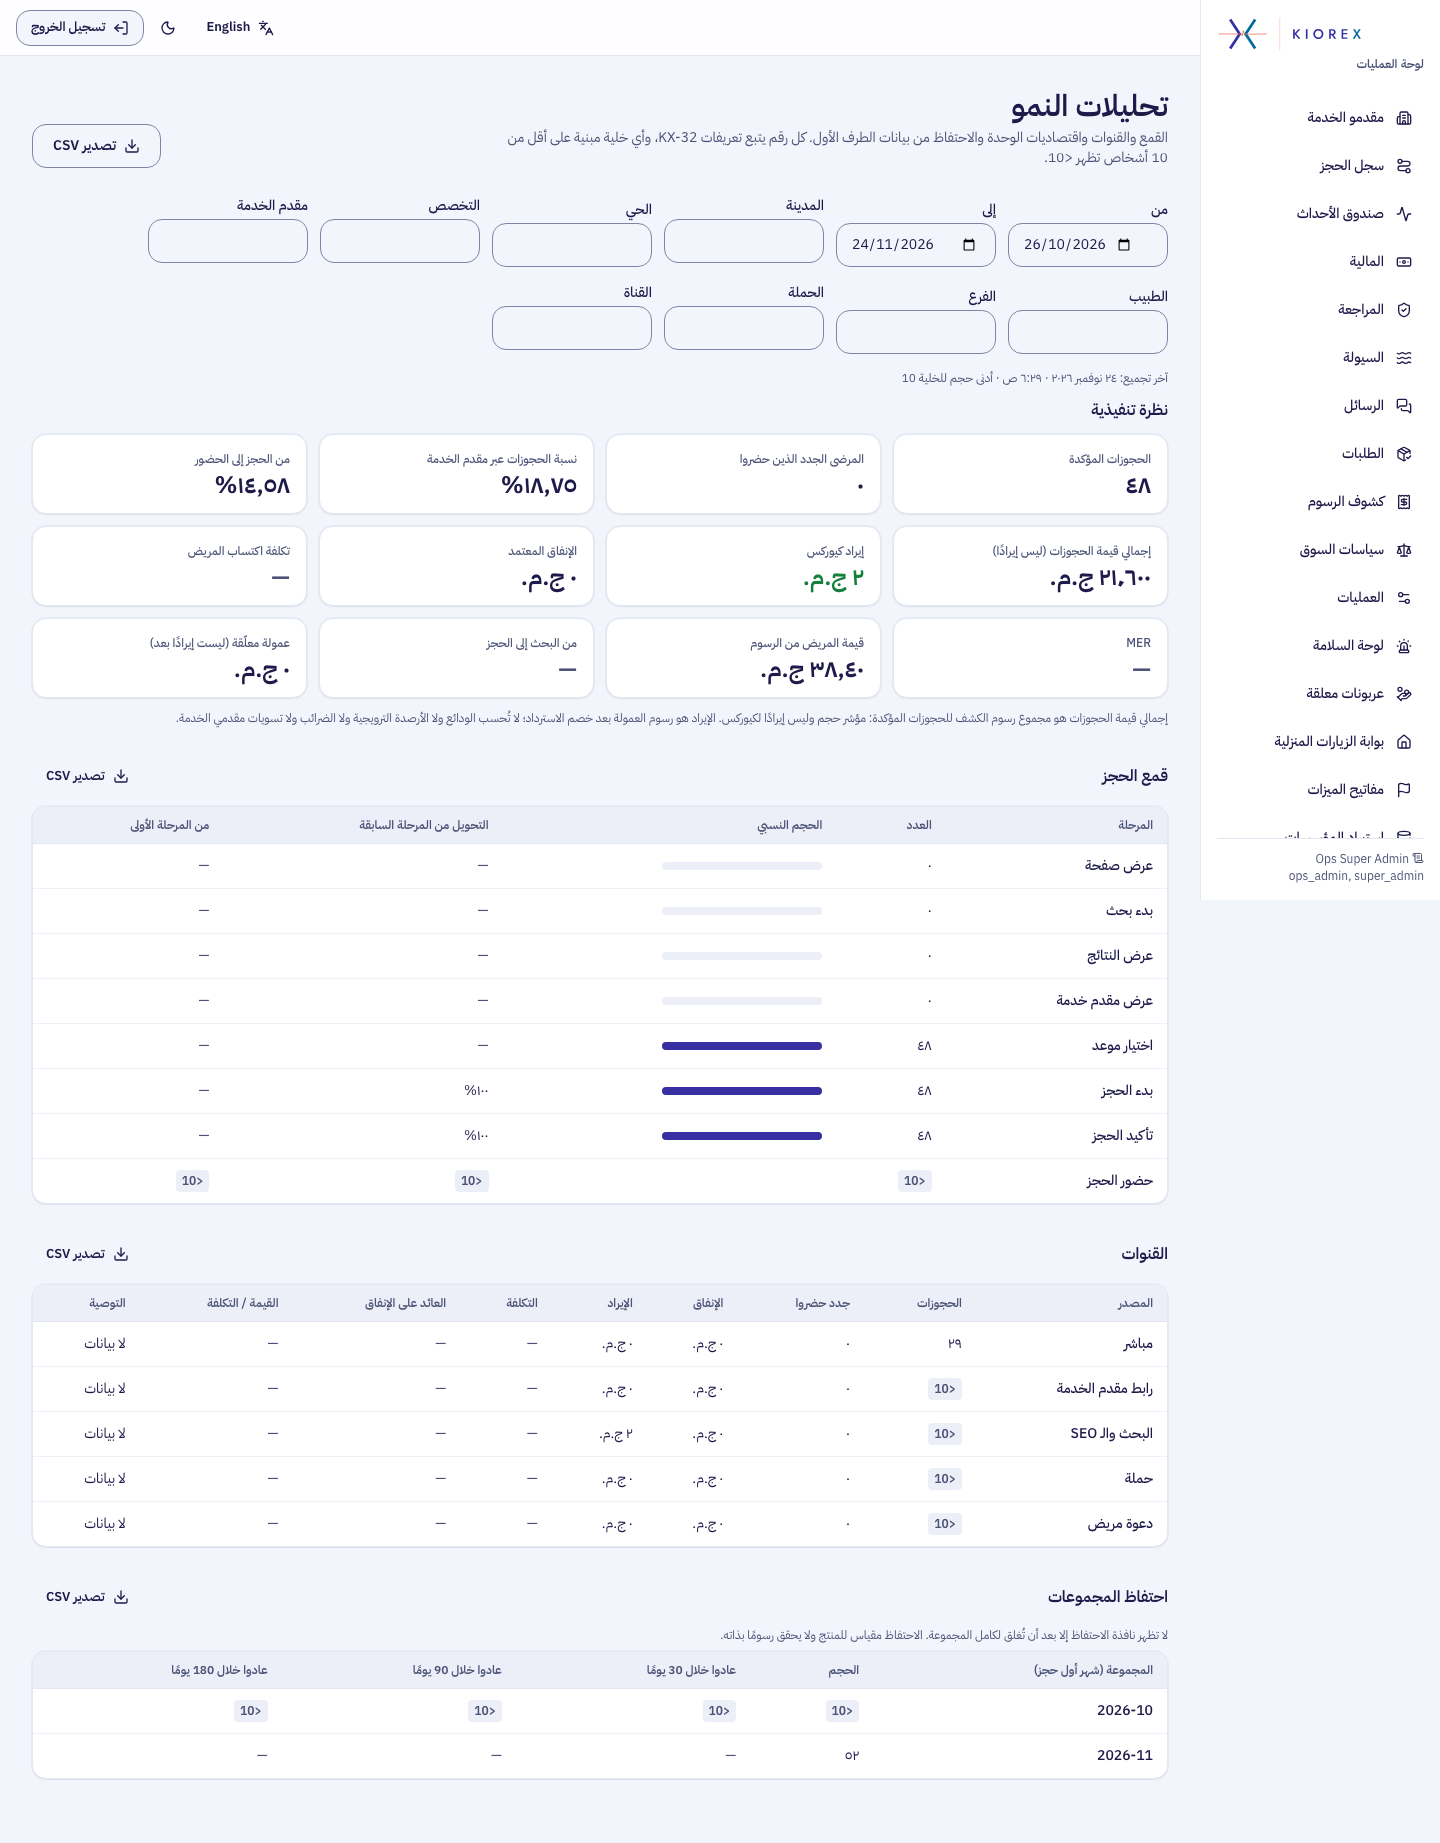 KIOREX
لوحة العمليات
مقدمو الخدمة
سجل الحجز
صندوق الأحداث
المالية
المراجعة
السيولة
الرسائل
الطلبات
كشوف الرسوم
سياسات السوق
العمليات
لوحة السلامة
عربونات معلقة
بوابة الزيارات المنزلية
مفاتيح الميزات
Ops Super Admin
ops_admin, super_admin
English
تسجيل الخروج
تحليلات النمو
القمع والقنوات واقتصاديات الوحدة والاحتفاظ من بيانات الطرف الأول. كل رقم يتبع تعريفات KX-32، وأي خلية مبنية على أقل من
10 أشخاص تظهر <10.
تصدير CSV
من
26/10/2026
إلى
24/11/2026
الحي
المدينة
التخصص
مقدم الخدمة
الطبيب
الفرع
الحملة
القناة
آخر تجميع: ٢٤ نوفمبر ٢٠٢٦ · ٦:٢٩ ص · أدنى حجم للخلية 10
نظرة تنفيذية
الحجوزات المؤكدة
٤٨
المرضى الجدد الذين حضروا
٠
نسبة الحجوزات عبر مقدم الخدمة
١٨,٧٥%
من الحجز إلى الحضور
١٤,٥٨%
إجمالي قيمة الحجوزات (ليس إيرادًا)
٢١,٦٠٠ ج.م.
إيراد كيوركس
٢ ج.م.
الإنفاق المعتمد
٠ ج.م.
تكلفة اكتساب المريض
—
MER
—
قيمة المريض من الرسوم
٣٨,٤٠ ج.م.
من البحث إلى الحجز
—
عمولة معلّقة (ليست إيرادًا بعد)
٠ ج.م.
إجمالي قيمة الحجوزات هو مجموع رسوم الكشف للحجوزات المؤكدة: مؤشر حجم وليس إيرادًا لكيوركس. الإيراد هو رسوم العمولة بعد خصم الاسترداد؛ لا تُحسب الودائع ولا الأرصدة الترويجية ولا الضرائب ولا تسويات مقدمي الخدمة.
قمع الحجز
تصدير CSV
المرحلة العدد الحجم النسبي التحويل من المرحلة السابقة من المرحلة الأولى
عرض صفحة ٠ — —
بدء بحث ٠ — —
عرض النتائج ٠ — —
عرض مقدم خدمة ٠ — —
اختيار موعد ٤٨ — —
بدء الحجز ٤٨ ١٠٠% —
تأكيد الحجز ٤٨ ١٠٠% —
حضور الحجز <10 <10 <10
القنوات
تصدير CSV
المصدر الحجوزات جدد حضروا الإنفاق الإيراد التكلفة العائد على الإنفاق القيمة / التكلفة التوصية
مباشر ٢٩ ٠ ٠ ج.م. ٠ ج.م. — — — لا بيانات
رابط مقدم الخدمة <10 ٠ ٠ ج.م. ٠ ج.م. — — — لا بيانات
البحث والـ SEO <10 ٠ ٠ ج.م. ٢ ج.م. — — — لا بيانات
حملة <10 ٠ ٠ ج.م. ٠ ج.م. — — — لا بيانات
دعوة مريض <10 ٠ ٠ ج.م. ٠ ج.م. — — — لا بيانات
احتفاظ المجموعات
تصدير CSV
لا تظهر نافذة الاحتفاظ إلا بعد أن تُغلق لكامل المجموعة. الاحتفاظ مقياس للمنتج ولا يحقق رسومًا بذاته.
المجموعة (شهر أول حجز) الحجم عادوا خلال 30 يومًا عادوا خلال 90 يومًا عادوا خلال 180 يومًا
2026-10 <10 <10 <10 <10
2026-11 ٥٢ — — —